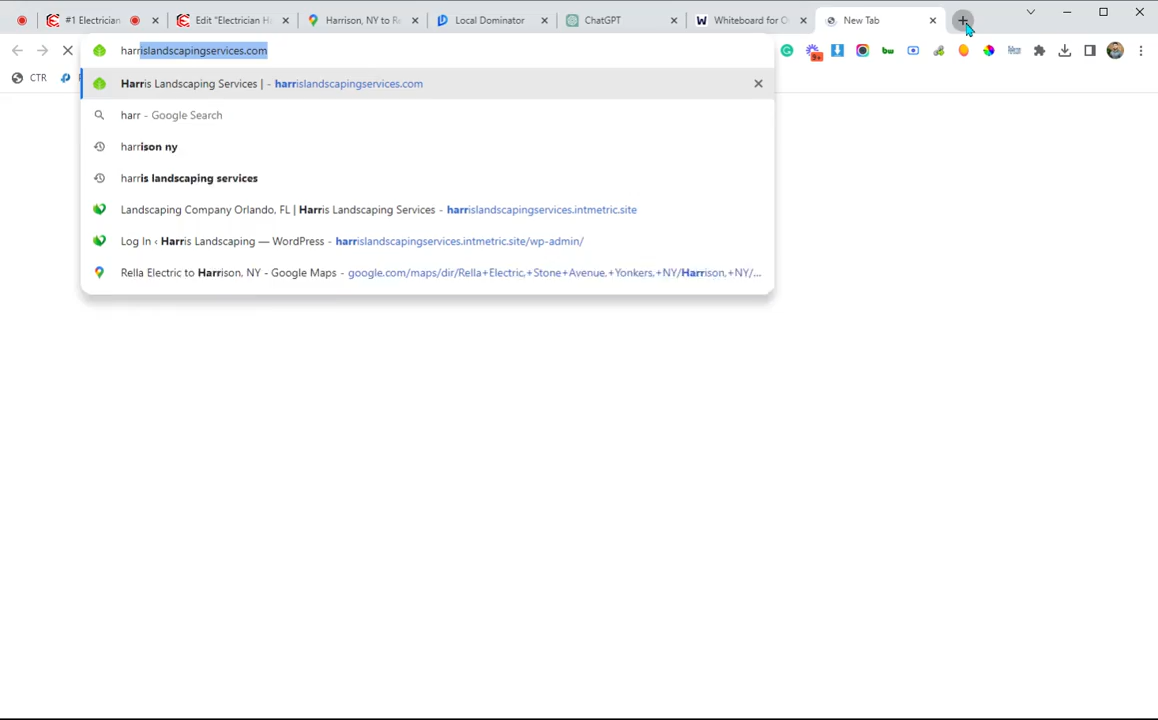 #1 Electrician
Edit "Electrician H
Harrison, NY to Re
Local Dominator
ChatGPT
Whiteboard for O
New Tab
harrislandscapingservices.com
9+
CTR
Harris Landscaping Services | - harrislandscapingservices.com
harr - Google Search
harrison ny
harris landscaping services
Landscaping Company Orlando, FL | Harris Landscaping Services - harrislandscapingservices.intmetric.site
Log In ‹ Harris Landscaping — WordPress - harrislandscapingservices.intmetric.site/wp-admin/
Rella Electric to Harrison, NY - Google Maps - google.com/maps/dir/Rella+Electric,+Stone+Avenue,+Yonkers,+NY/Harrison,+NY/...